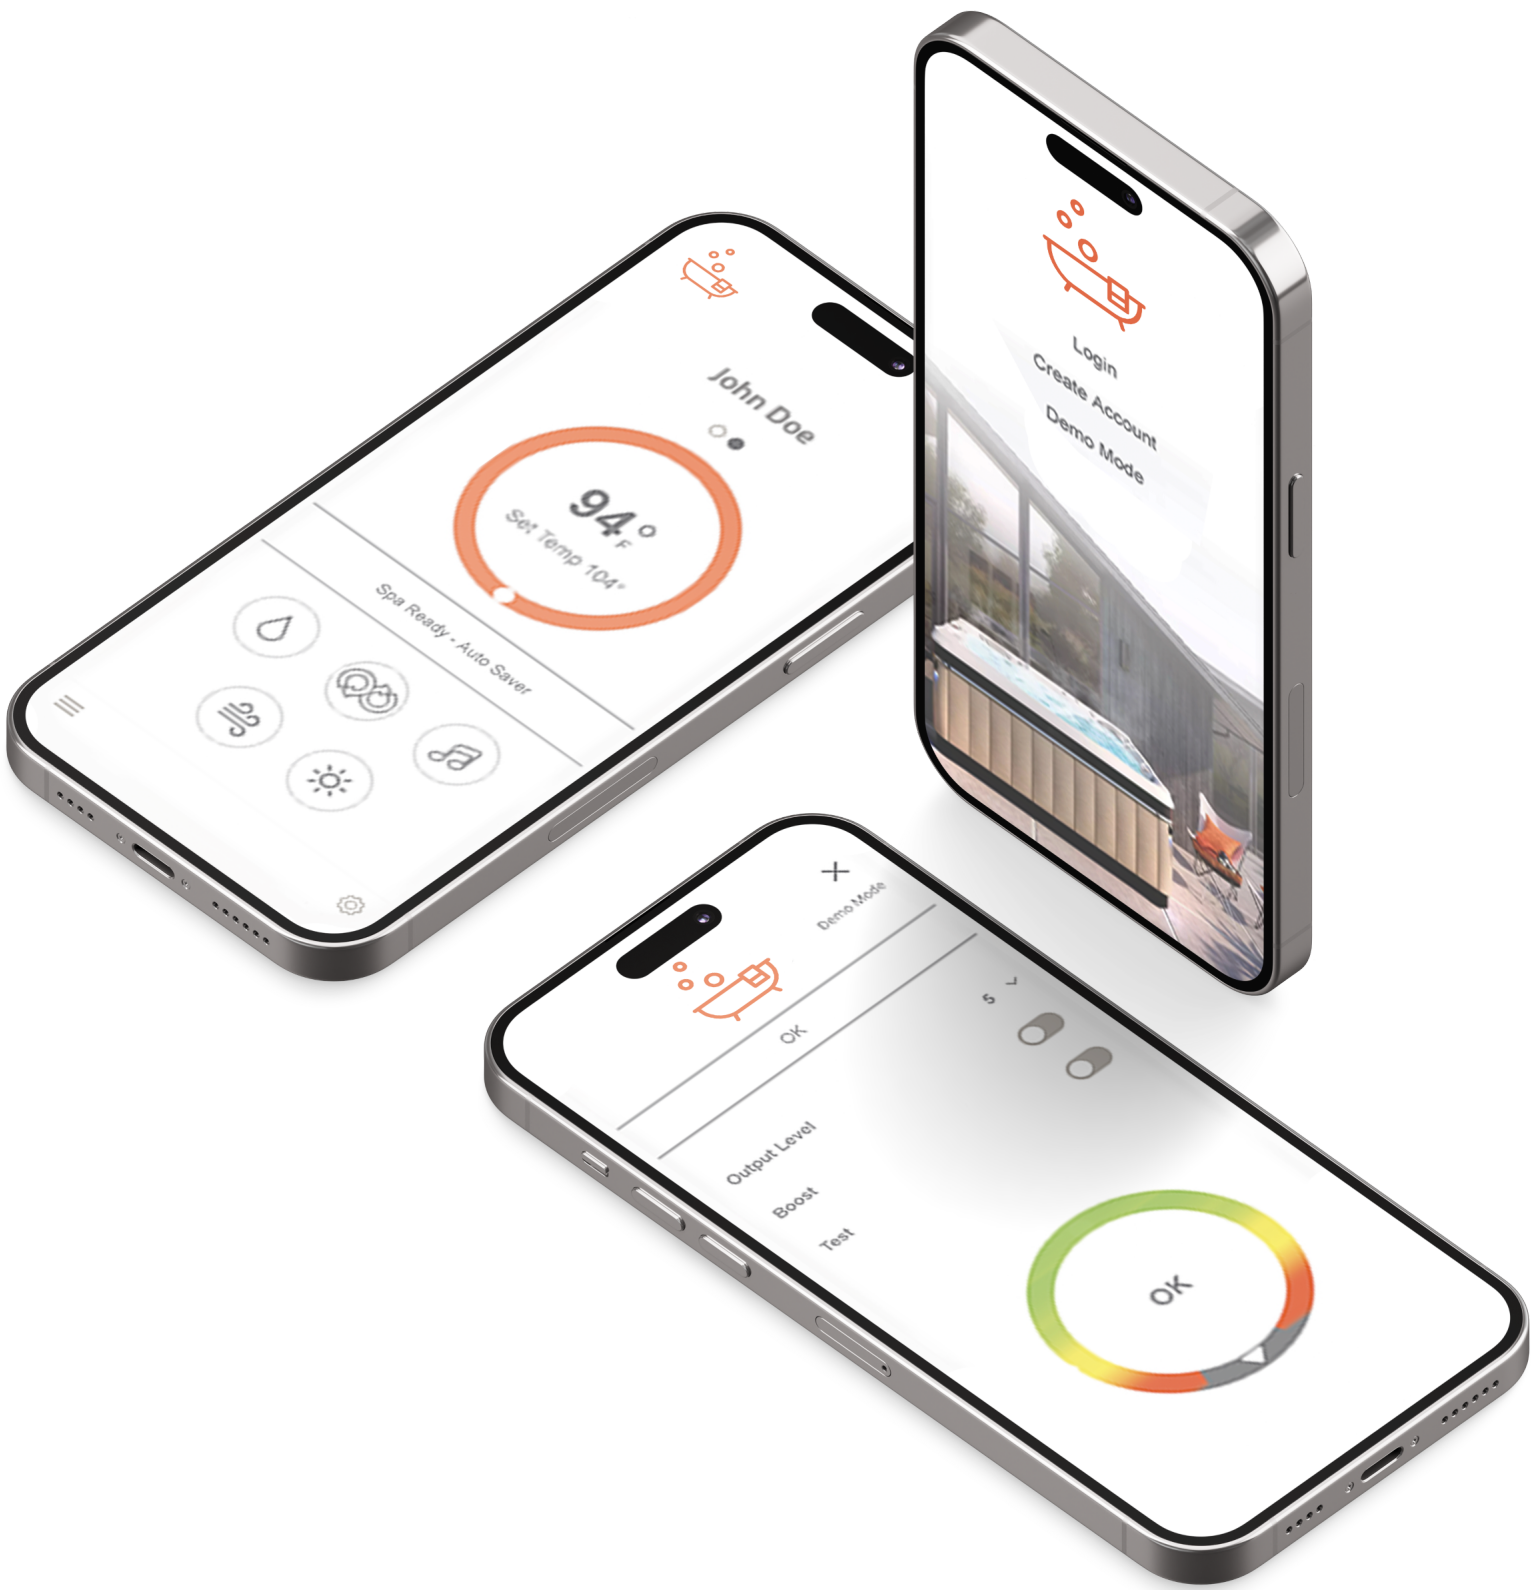 John Doe
94°
F
Set Temp 104°
Spa Ready - Auto Saver
Login
Create Account
Demo Mode
Demo Mode
OK
5
Output Level
Boost
Test
OK